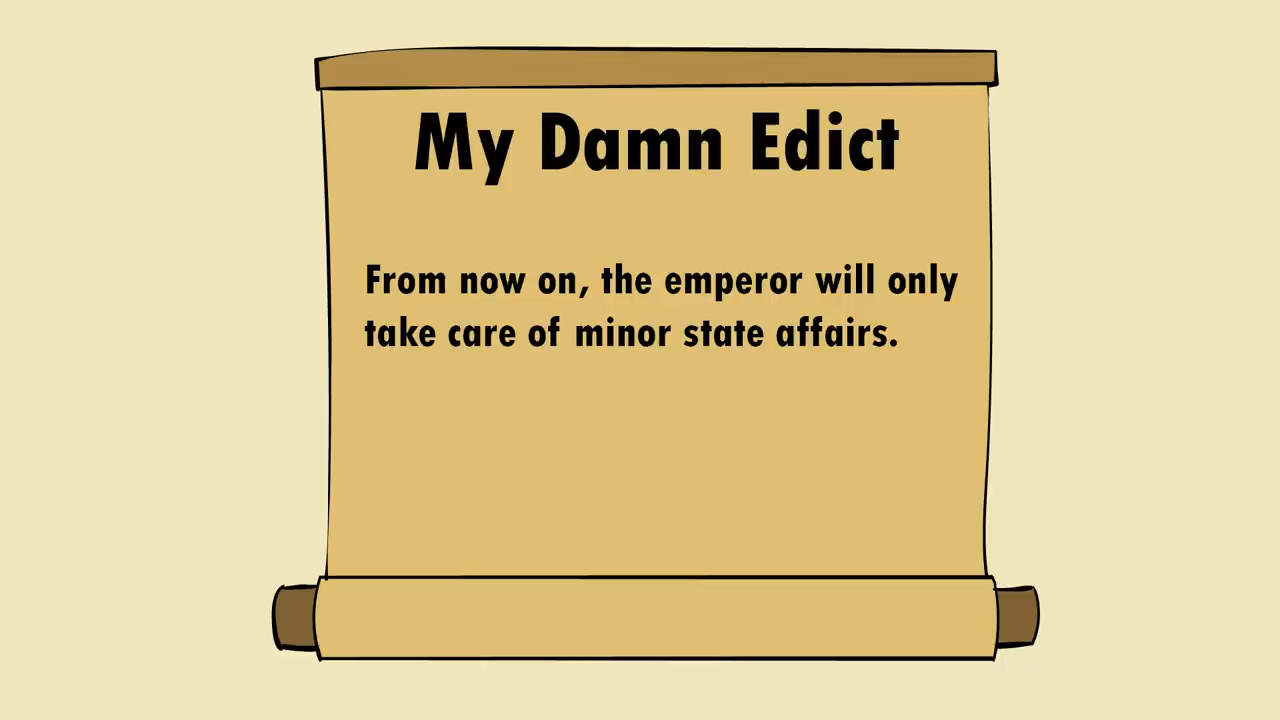 My Damn Edict
From now on, the emperor will only
take care of minor state affairs.